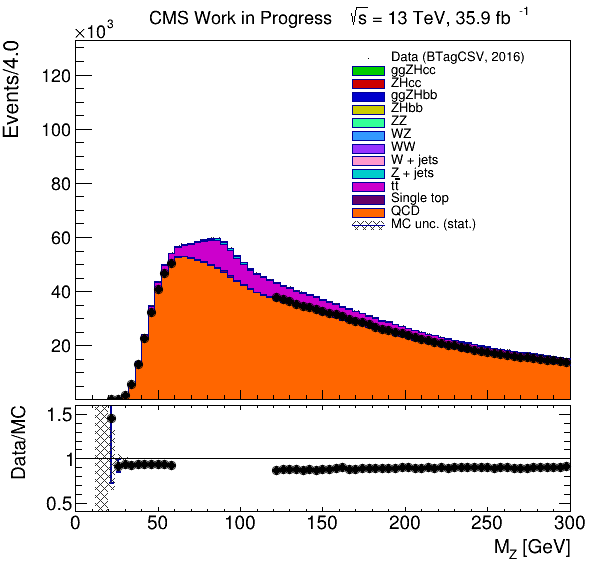 CMS Work in Progress √s = 13 TeV, 35.9 fb⁻¹
×10³
Events/4.0
120
100
80
60
40
20
Data (BTagCSV, 2016)
ggZHcc
ZHcc
ggZHbb
ZHbb
ZZ
WZ
WW
W + jets
Z + jets
tt̅
Single top
QCD
MC unc. (stat.)
Data/MC
1.5
1
0.5
0 50 100 150 200 250 300
M_Z [GeV]